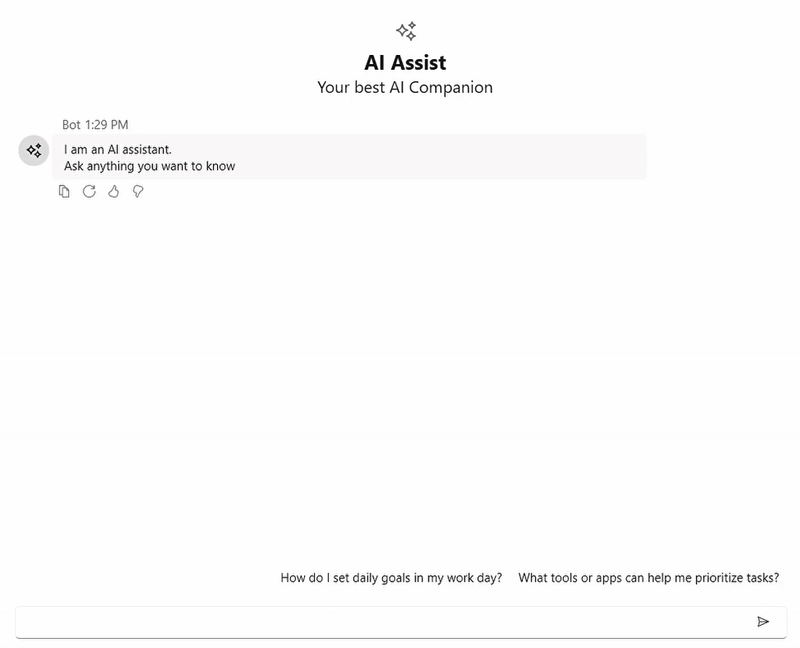 AI Assist
Your best AI Companion
Bot 1:29 PM
I am an AI assistant.
Ask anything you want to know
How do I set daily goals in my work day?
What tools or apps can help me prioritize tasks?